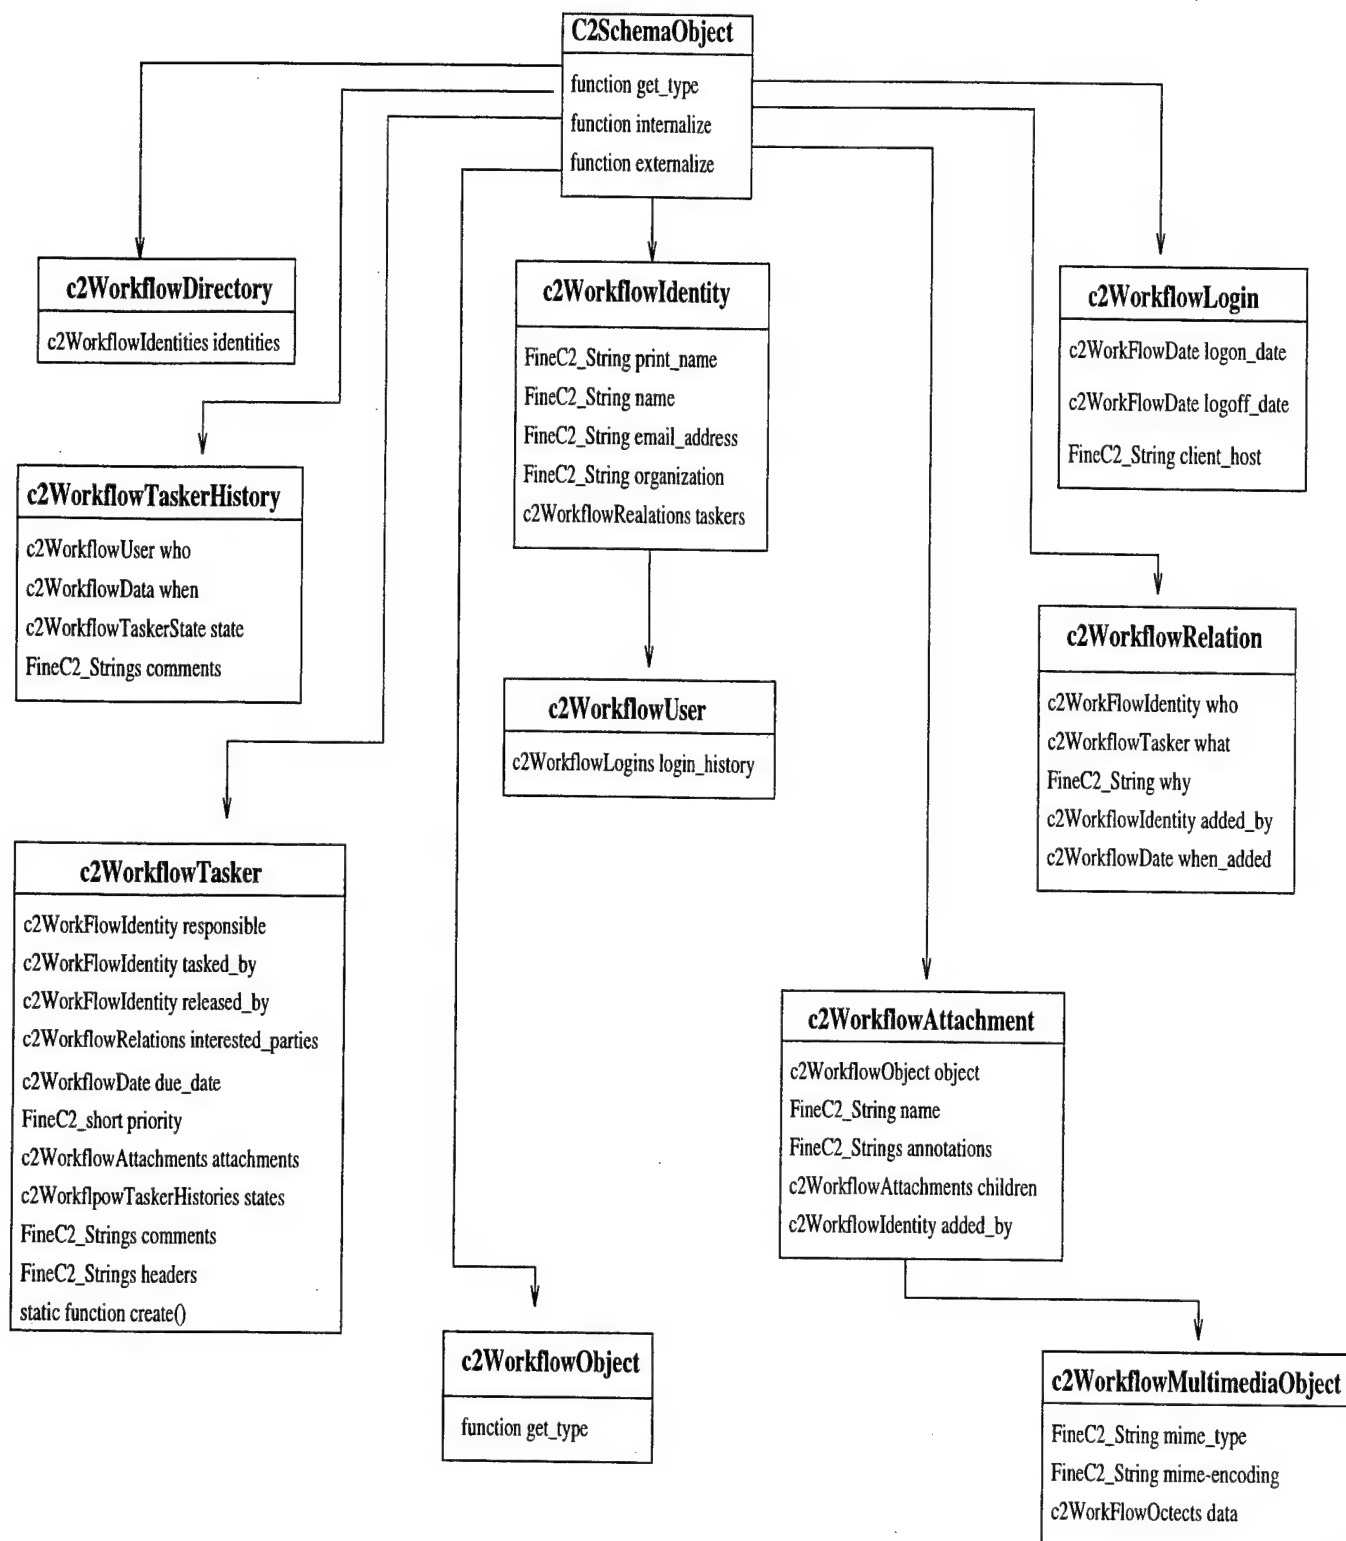 C2SchemaObject
function get_type
function internalize
function externalize
c2WorkflowDirectory
c2WorkflowIdentities identities
c2WorkflowIdentity
FineC2_String print_name
FineC2_String name
FineC2_String email_address
FineC2_String organization
c2WorkflowRealations taskers
c2WorkflowLogin
c2WorkFlowDate logon_date
c2WorkFlowDate logoff_date
FineC2_String client_host
c2WorkflowTaskerHistory
c2WorkflowUser who
c2WorkflowData when
c2WorkflowTaskerState state
FineC2_Strings comments
c2WorkflowUser
c2WorkflowLogins login_history
c2WorkflowRelation
c2WorkFlowIdentity who
c2WorkflowTasker what
FineC2_String why
c2WorkflowIdentity added_by
c2WorkflowDate when_added
c2WorkflowTasker
c2WorkFlowIdentity responsible
c2WorkFlowIdentity tasked_by
c2WorkFlowIdentity released_by
c2WorkflowRelations interested_parties
c2WorkflowDate due_date
FineC2_short priority
c2WorkflowAttachments attachments
c2WorkflpowTaskerHistories states
FineC2_Strings comments
FineC2_Strings headers
static function create()
c2WorkflowAttachment
c2WorkflowObject object
FineC2_String name
FineC2_Strings annotations
c2WorkflowAttachments children
c2WorkflowIdentity added_by
c2WorkflowObject
function get_type
c2WorkflowMultimediaObject
FineC2_String mime_type
FineC2_String mime-encoding
c2WorkFlowOctects data